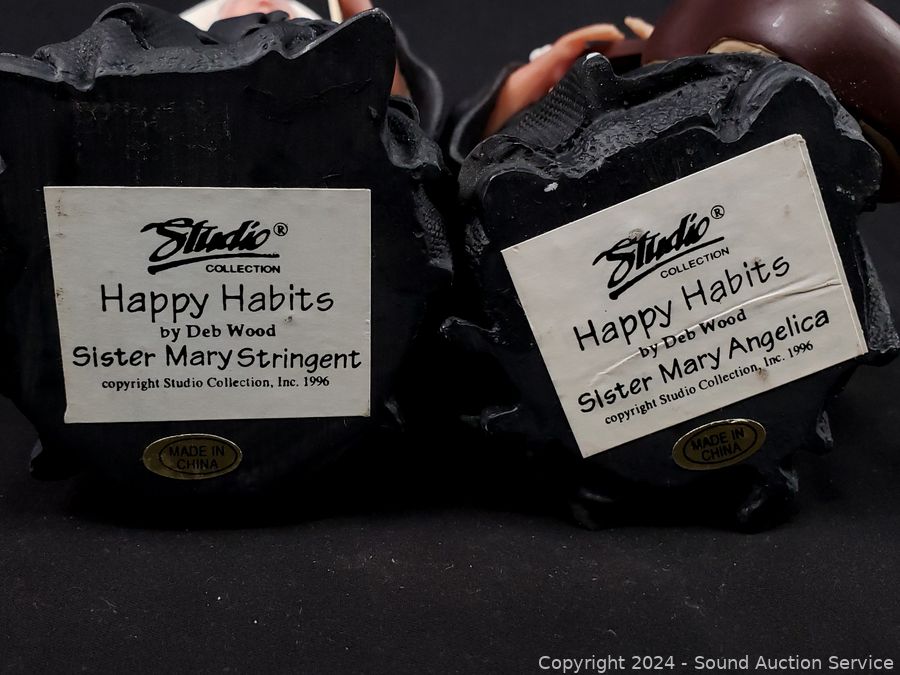 Studio®
COLLECTION
Happy Habits
by Deb Wood
Sister Mary Stringent
copyright Studio Collection, Inc. 1996
MADE IN
CHINA
Studio®
COLLECTION
Happy Habits
by Deb Wood
Sister Mary Angelica
copyright Studio Collection, Inc. 1996
MADE IN
CHINA
Copyright 2024 - Sound Auction Service